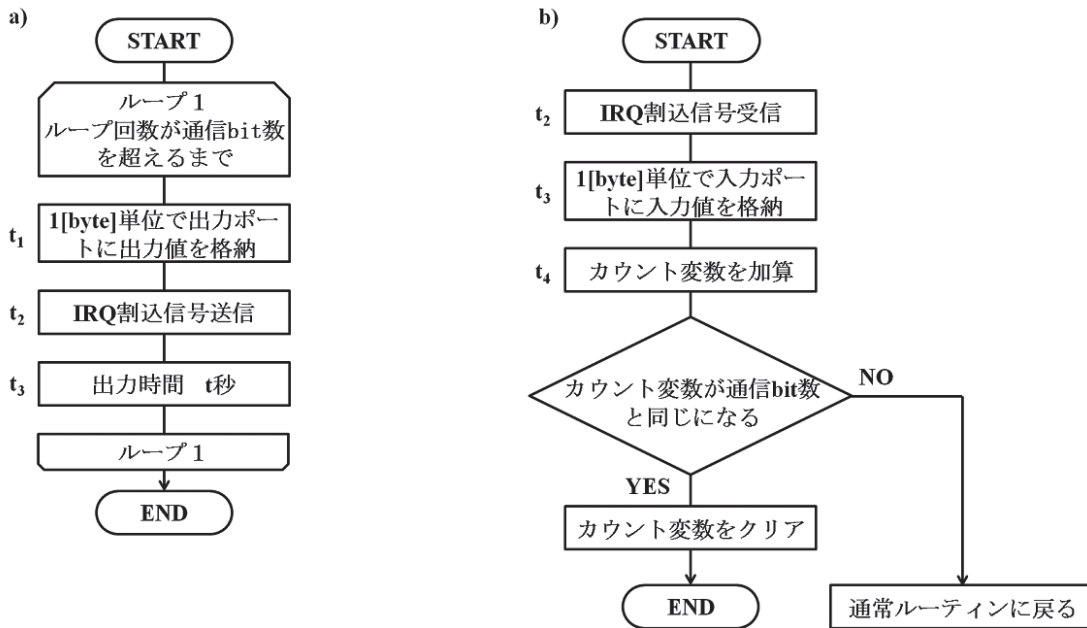 a)
START
ループ1
ループ回数が通信bit数
を超えるまで
t1
1[byte]単位で出力ポー
トに出力値を格納
t2
IRQ割込信号送信
t3
出力時間 t秒
ループ1
END
b)
START
t2
IRQ割込信号受信
t3
1[byte]単位で入力ポー
トに入力値を格納
t4
カウント変数を加算
カウント変数が通信bit数
と同じになる
NO
YES
カウント変数をクリア
END
通常ルーティンに戻る